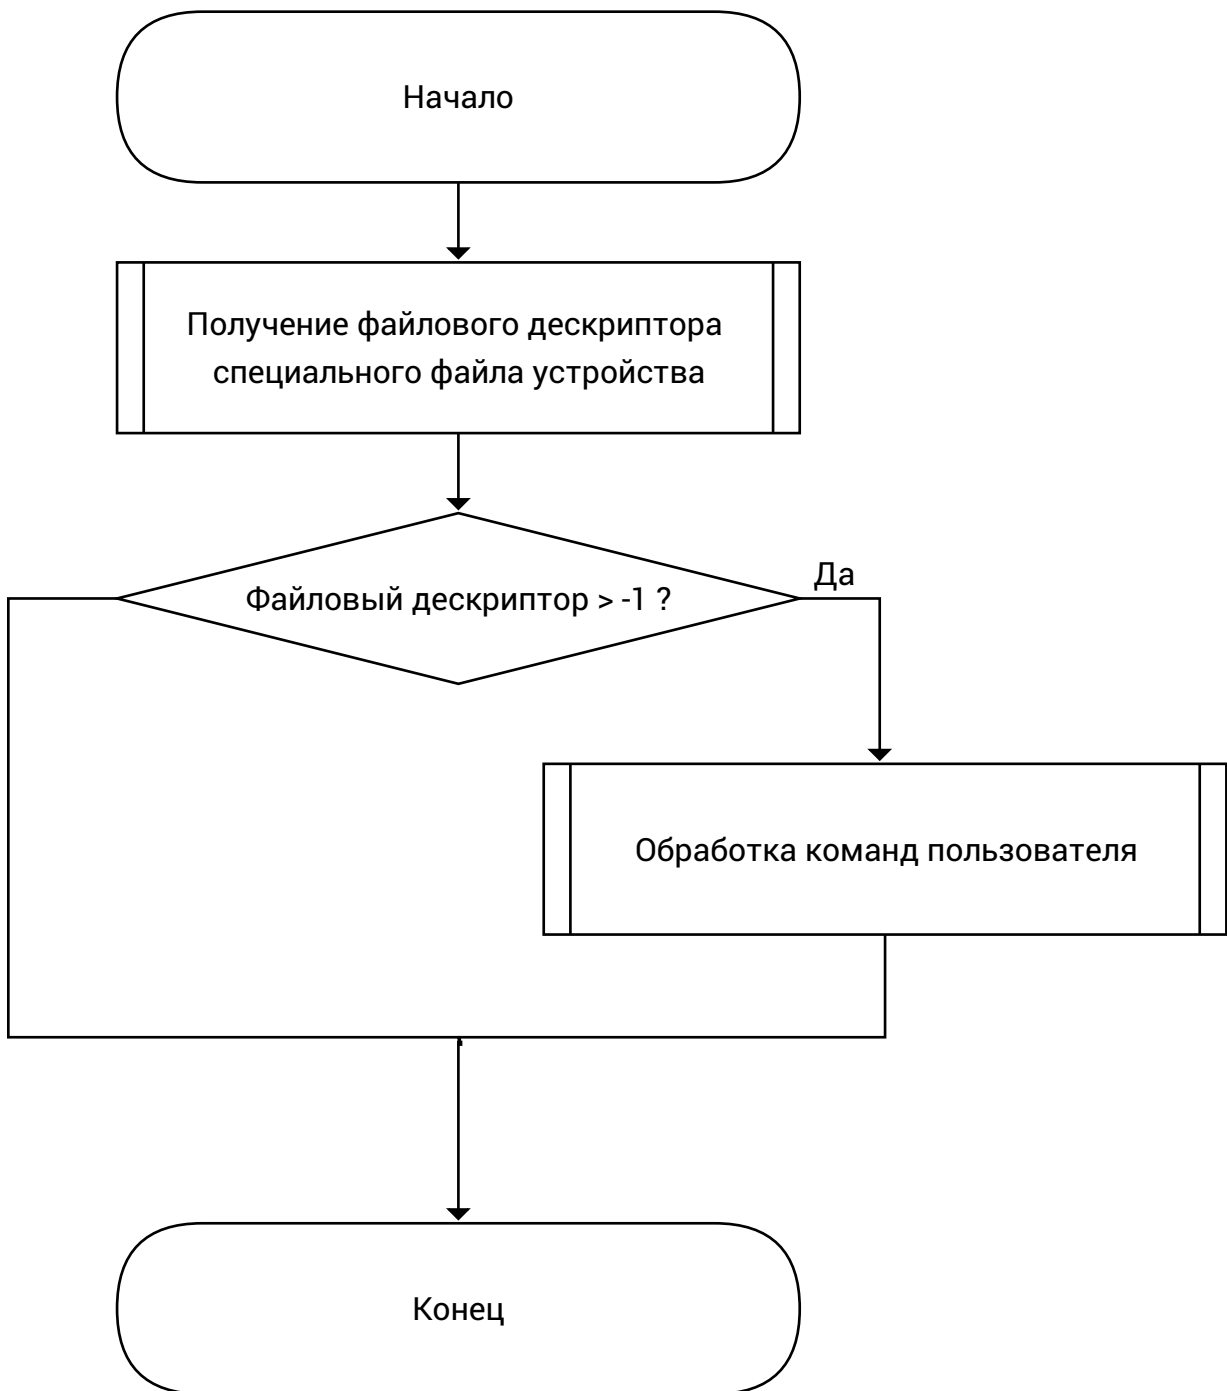 Начало
Получение файлового дескриптора
специального файла устройства
Файловый дескриптор > -1 ?
Да
Обработка команд пользователя
Конец